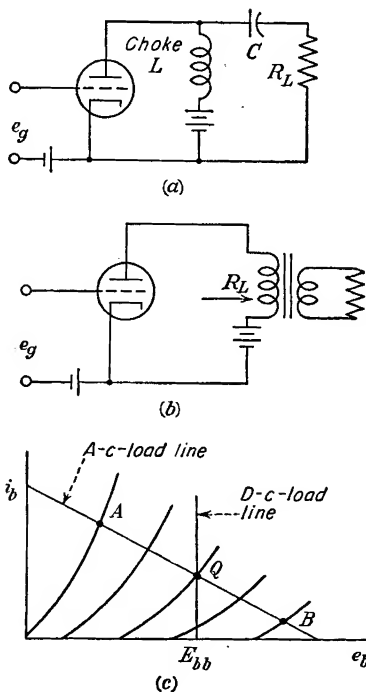 Choke
L
C
R_L
e_g
(a)
R_L
e_g
(b)
A-c-load line
D-c-load
line
i_b
A
Q
B
E_bb
e_b
(c)